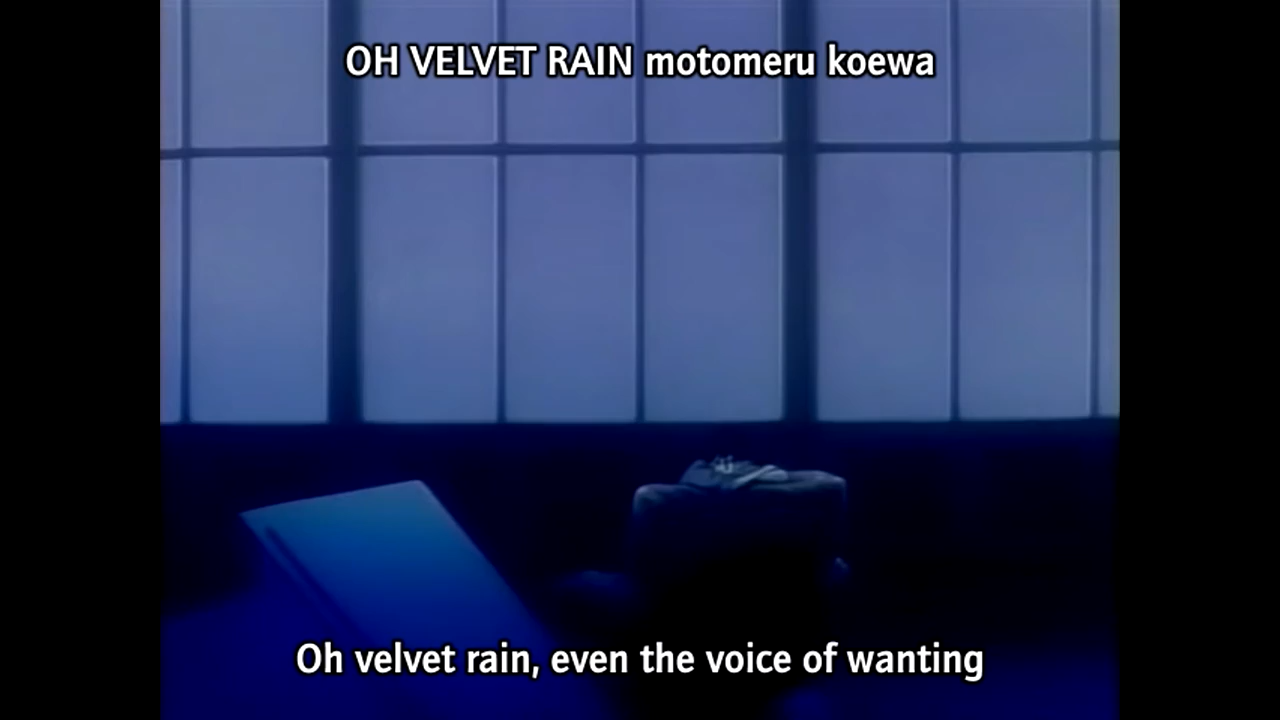 OH VELVET RAIN motomeru koewa
Oh velvet rain, even the voice of wanting